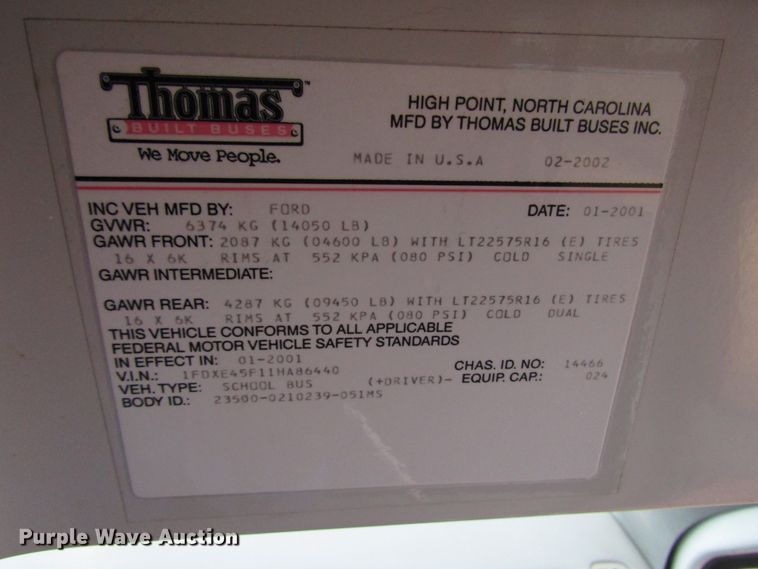 Thomas™
BUILT BUSES
We Move People.
HIGH POINT, NORTH CAROLINA
MFD BY THOMAS BUILT BUSES INC.
MADE IN U.S.A 02-2002
INC VEH MFD BY: FORD DATE: 01-2001
GVWR: 6374 KG (14050 LB)
GAWR FRONT: 2087 KG (04600 LB) WITH LT22575R16 (E) TIRES
16 X 6K RIMS AT 552 KPA (080 PSI) COLD SINGLE
GAWR INTERMEDIATE:
GAWR REAR: 4287 KG (09450 LB) WITH LT22575R16 (E) TIRES
16 X 6K RIMS AT 552 KPA (080 PSI) COLD DUAL
THIS VEHICLE CONFORMS TO ALL APPLICABLE
FEDERAL MOTOR VEHICLE SAFETY STANDARDS
IN EFFECT IN: 01-2001 CHAS. ID. NO: 14466
V.I.N.: 1FDXE45F11HA86440 (+DRIVER)- EQUIP. CAP.: 024
VEH. TYPE: SCHOOL BUS
BODY ID.: 23500-0210239-051MS
Purple Wave Auction